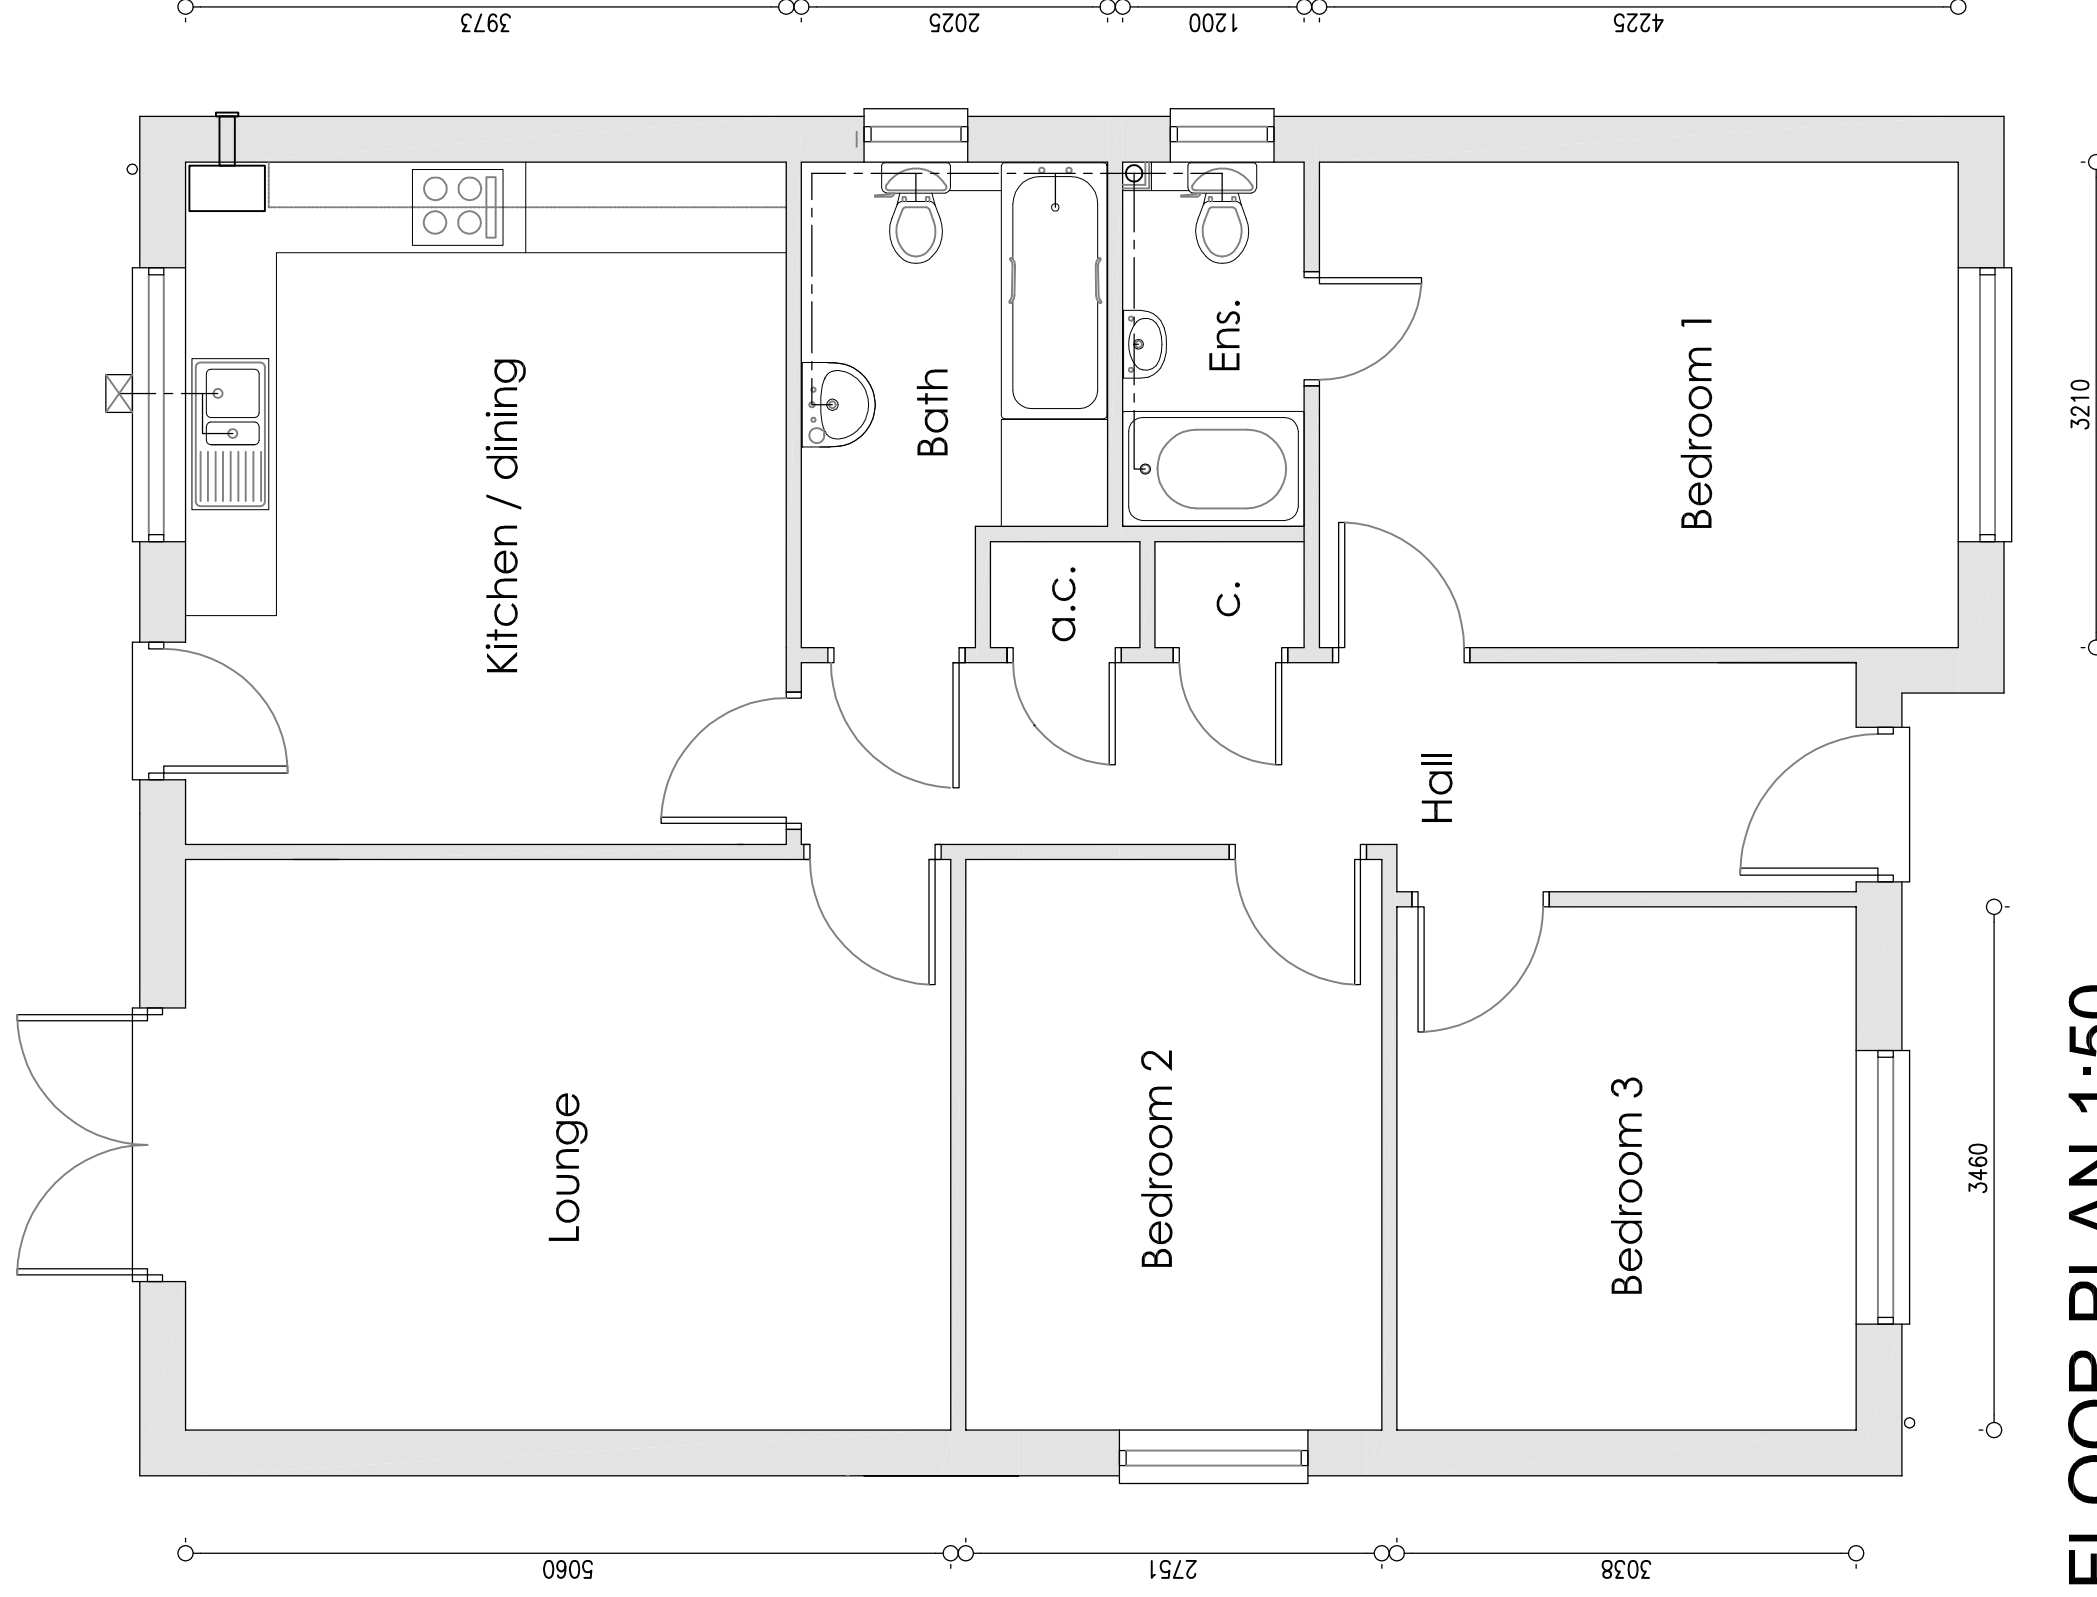 3973
2025
1200
4225
Kitchen / dining
Bath
Ens.
Bedroom 1
3210
a.c.
c.
Hall
Lounge
Bedroom 2
Bedroom 3
3460
FLOOR PLAN 1:50
5060
2751
3038